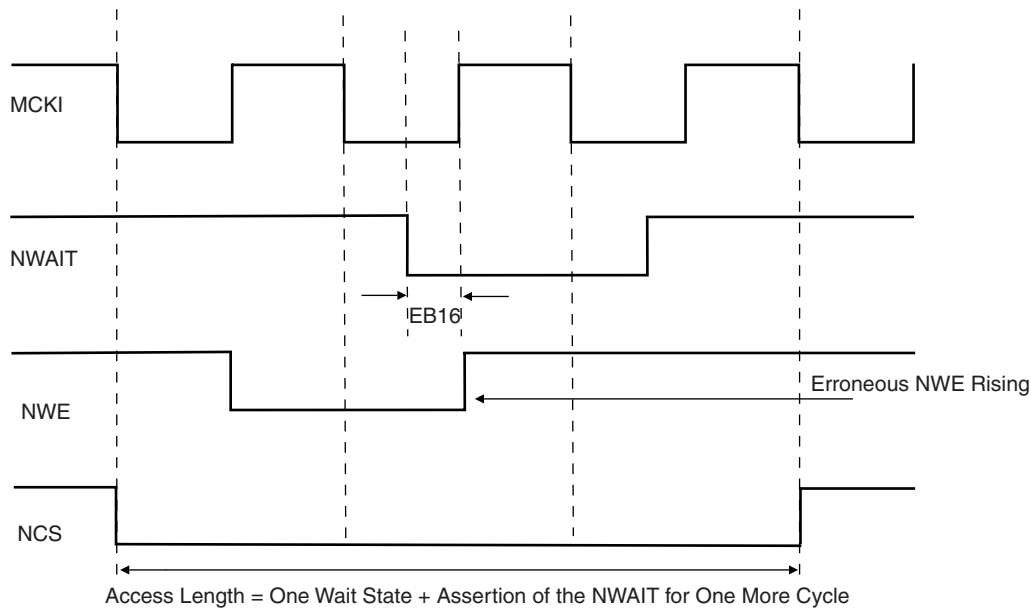 MCKI
NWAIT
EB16
Erroneous NWE Rising
NWE
NCS
Access Length = One Wait State + Assertion of the NWAIT for One More Cycle